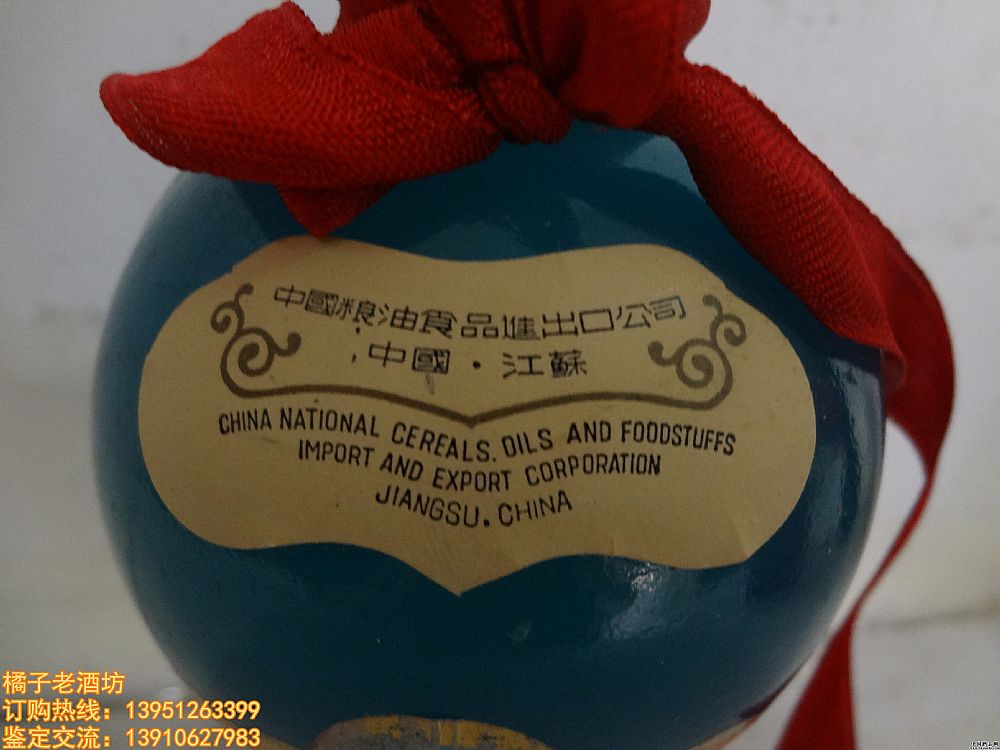 中國粮油食品進出口公司
中國·江蘇
CHINA NATIONAL CEREALS. OILS AND FOODSTUFFS
IMPORT AND EXPORT CORPORATION
JIANGSU. CHINA
橘子老酒坊
订购热线：13951263399
鉴定交流：13910627983